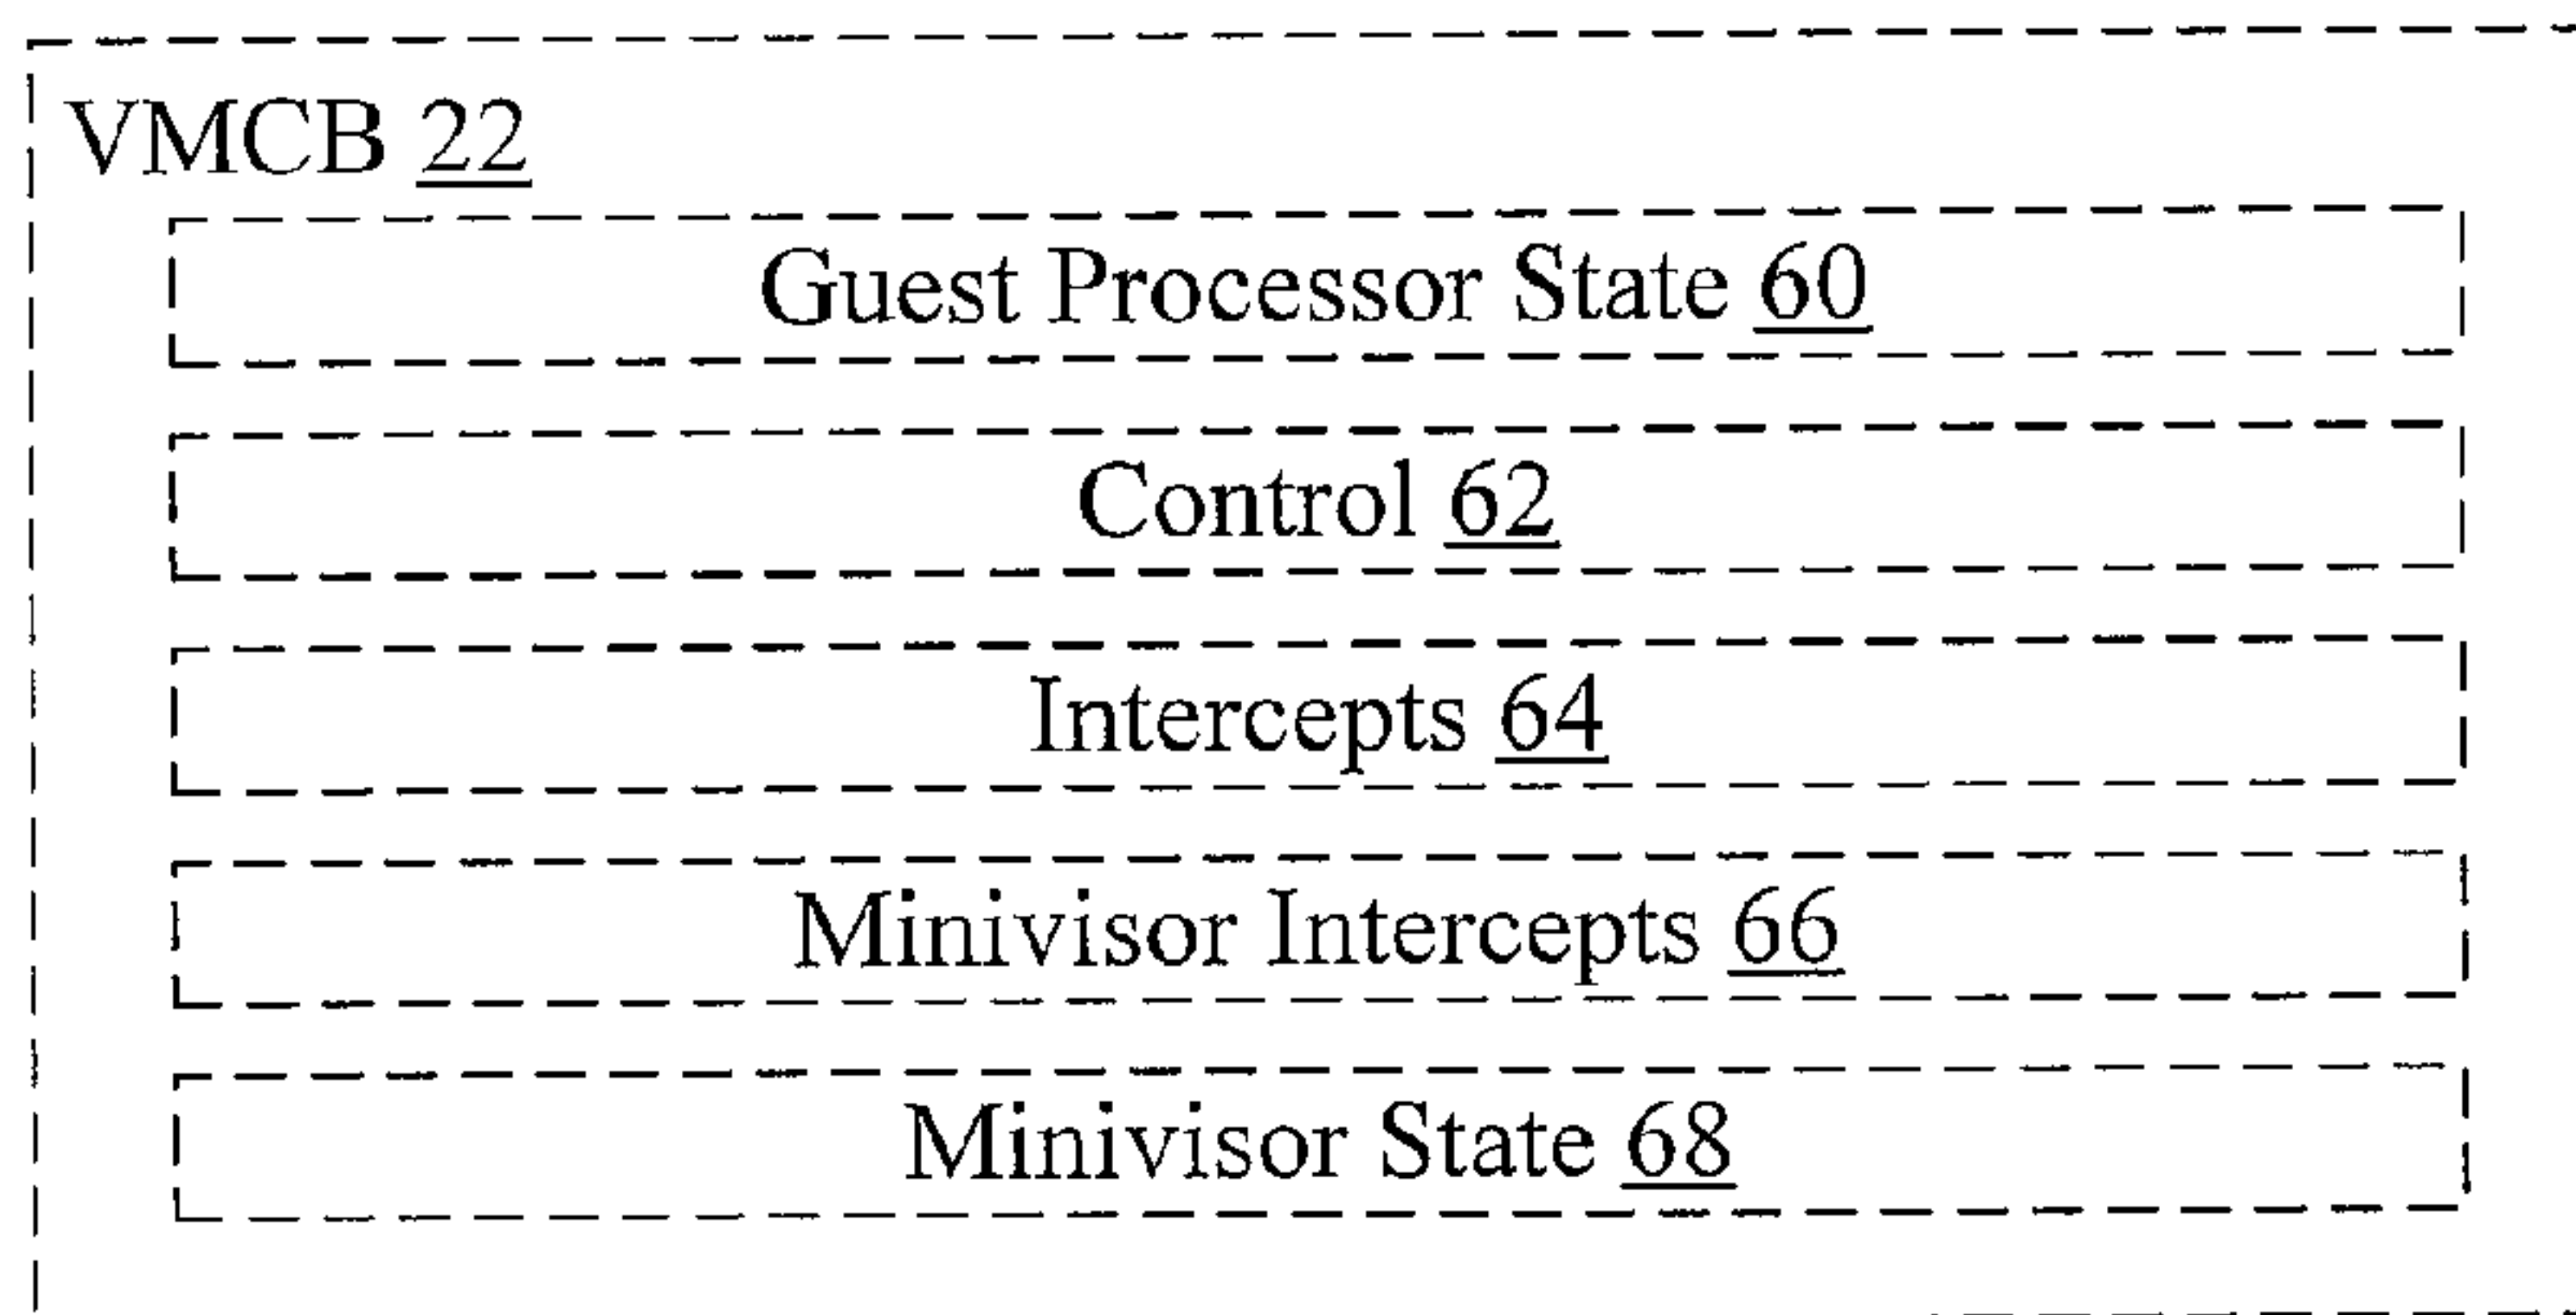 VMCB 22
Guest Processor State 60
Control 62
Intercepts 64
Minivisor Intercepts 66
Minivisor State 68